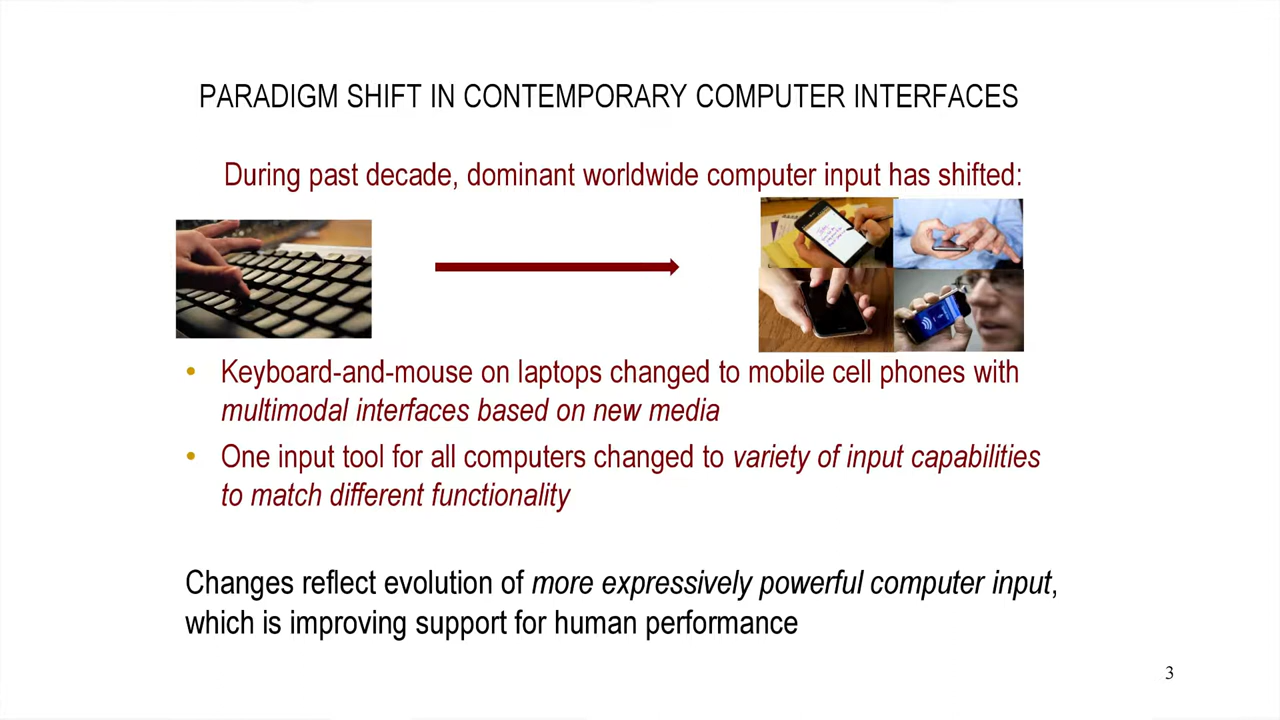 PARADIGM SHIFT IN CONTEMPORARY COMPUTER INTERFACES
During past decade, dominant worldwide computer input has shifted:
• Keyboard-and-mouse on laptops changed to mobile cell phones with
multimodal interfaces based on new media
• One input tool for all computers changed to variety of input capabilities
to match different functionality
Changes reflect evolution of more expressively powerful computer input,
which is improving support for human performance
3